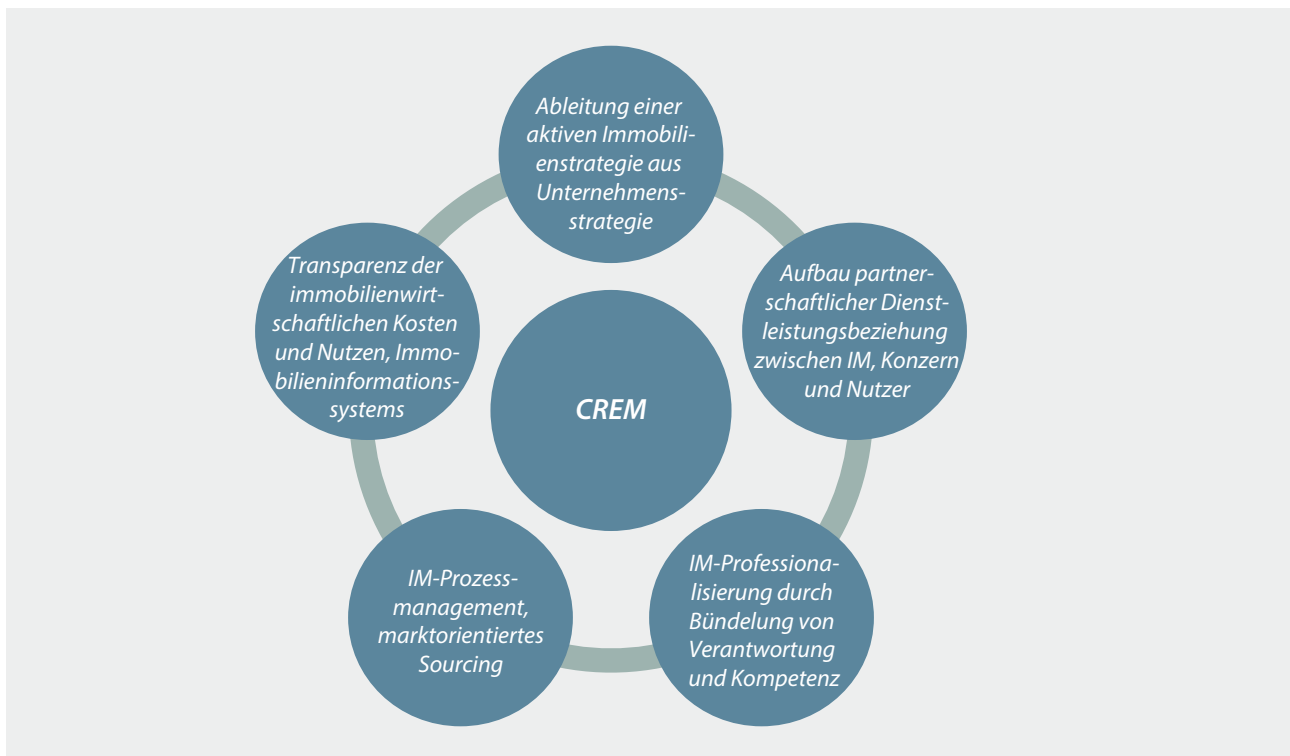 Ableitung einer
aktiven Immobili-
enstrategie aus
Unternehmens-
strategie
Transparenz der
immobilienwirt-
schaftlichen Kosten
und Nutzen, Immo-
bilieninformations-
systems
Aufbau partner-
schaftlicher Dienst-
leistungsbeziehung
zwischen IM, Konzern
und Nutzer
CREM
IM-Prozess-
management,
marktorientiertes
Sourcing
IM-Professiona-
lisierung durch
Bündelung von
Verantwortung
und Kompetenz